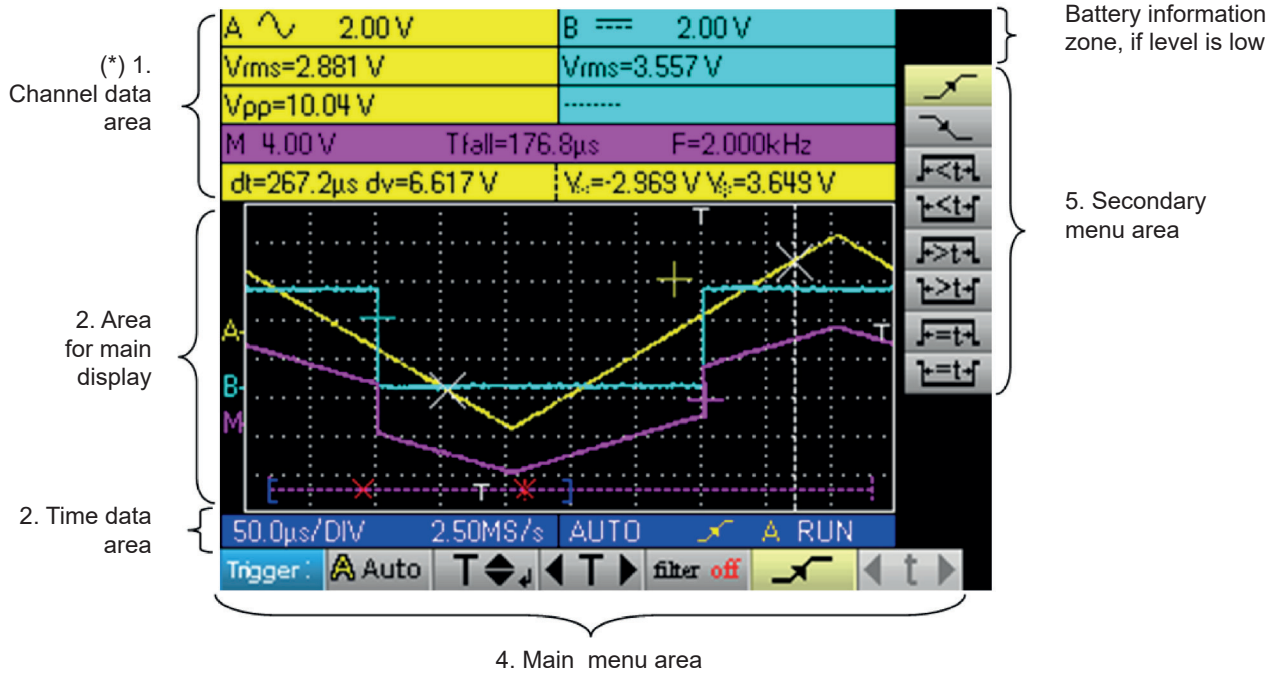 Battery information
zone, if level is low
(*) 1.
Channel data
area
A 2.00 V
B 2.00 V
Vrms=2.881 V
Vrms=3.557 V
Vpp=10.04 V
--------
M 4.00 V Tfall=176.8µs F=2.000kHz
dt=267.2µs dv=6.617 V
=-2.969 V =3.649 V
5. Secondary
menu area
<t
<t
>t
>t
=t
=t
2. Area
for main
display
A
B
M
T
T
T
2. Time data
area
50.0µs/DIV 2.50MS/s AUTO A RUN
Trigger: A Auto T T filter off t
4. Main menu area